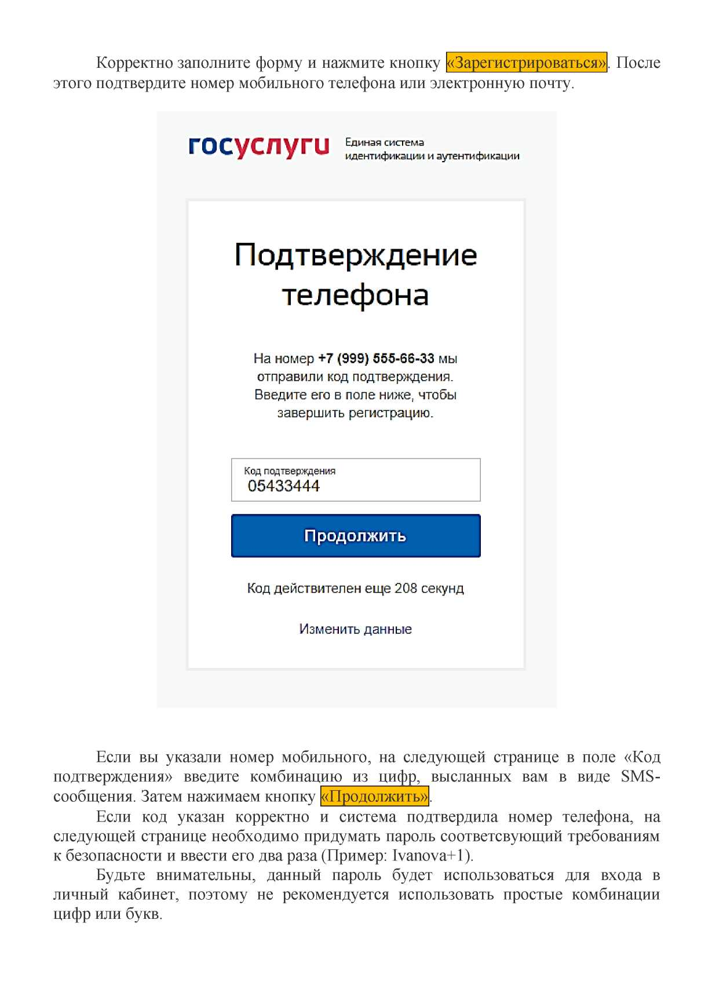 Корректно заполните форму и нажмите кнопку «Зарегистрироваться». После
этого подтвердите номер мобильного телефона или электронную почту.
госуслуги
Единая система
идентификации и аутентификации
Подтверждение
телефона
На номер +7 (999) 555-66-33 мы
отправили код подтверждения.
Введите его в поле ниже, чтобы
завершить регистрацию.
Код подтверждения
05433444
Продолжить
Код действителен еще 208 секунд
Изменить данные
Если вы указали номер мобильного, на следующей странице в поле «Код
подтверждения» введите комбинацию из цифр, высланных вам в виде SMS-
сообщения. Затем нажимаем кнопку «Продолжить».
Если код указан корректно и система подтвердила номер телефона, на
следующей странице необходимо придумать пароль соответсвующий требованиям
к безопасности и ввести его два раза (Пример: Ivanova+1).
Будьте внимательны, данный пароль будет использоваться для входа в
личный кабинет, поэтому не рекомендуется использовать простые комбинации
цифр или букв.